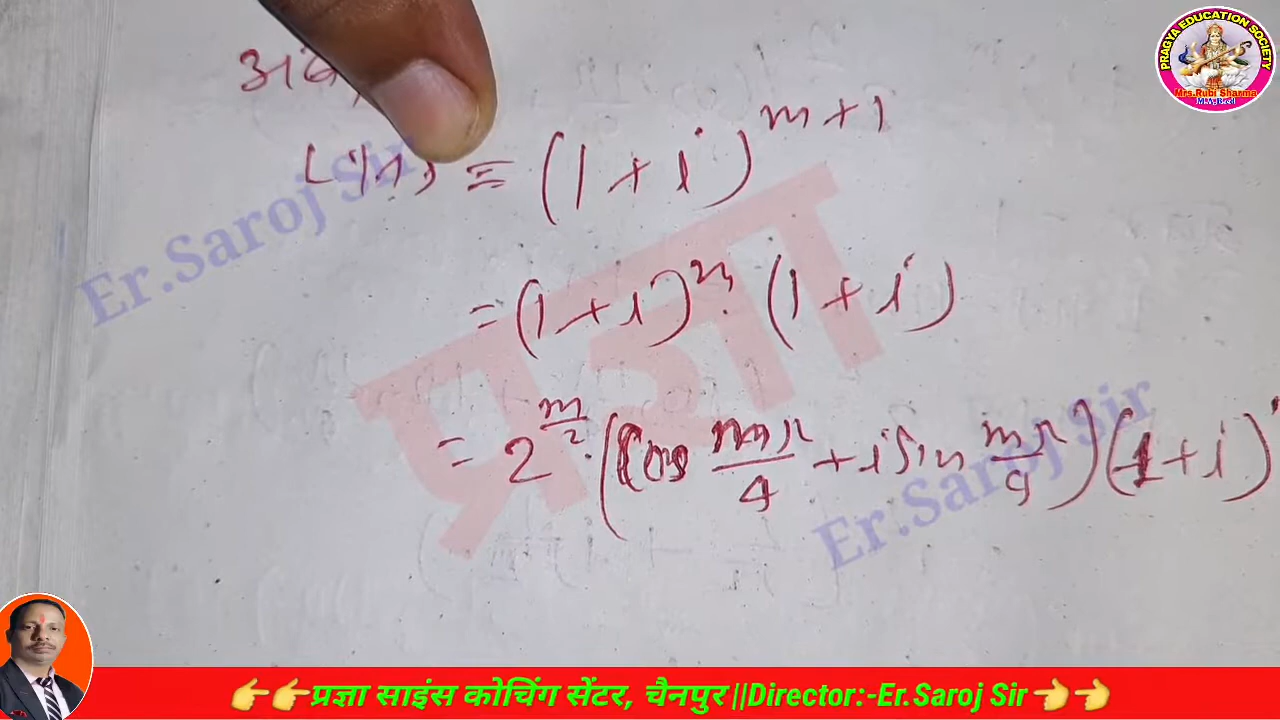 PRAGYA EDUCATION SOCIETY
Mrs.Rubi Sharma
M.A,B.ed
≡ (1+i)^{m+1}
= (1+i)^m . (1+i)
= 2^{m/2} . (Cos mπ/4 + i Sin mπ/4) (1+i)
Er.Saroj Sir
प्रज्ञा
Er.Saroj Sir
👉👉प्रज्ञा साइंस कोचिंग सेंटर, चैनपुर ||Director:-Er.Saroj Sir 👈👈